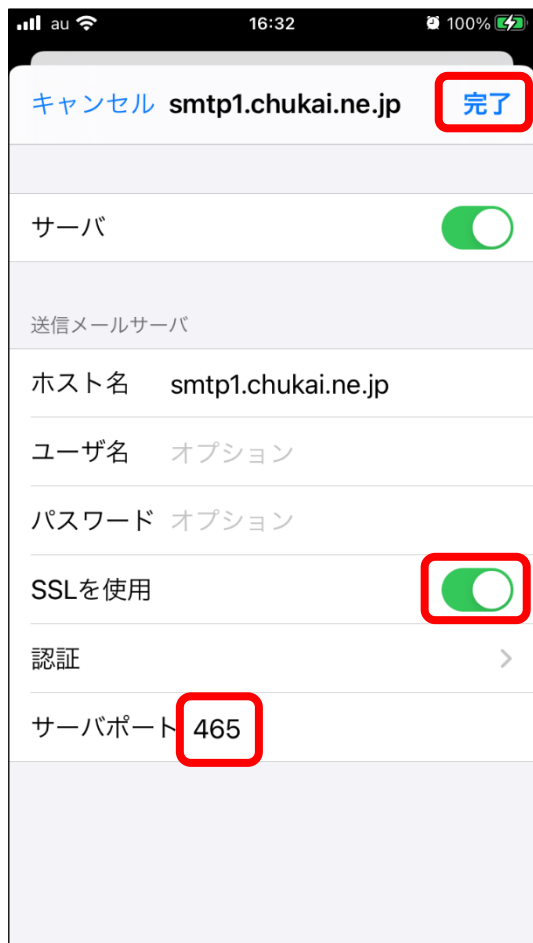 au 16:32 100%
キャンセル smtp1.chukai.ne.jp 完了
サーバ
送信メールサーバ
ホスト名 smtp1.chukai.ne.jp
ユーザ名 オプション
パスワード オプション
SSLを使用
認証
サーバポート 465